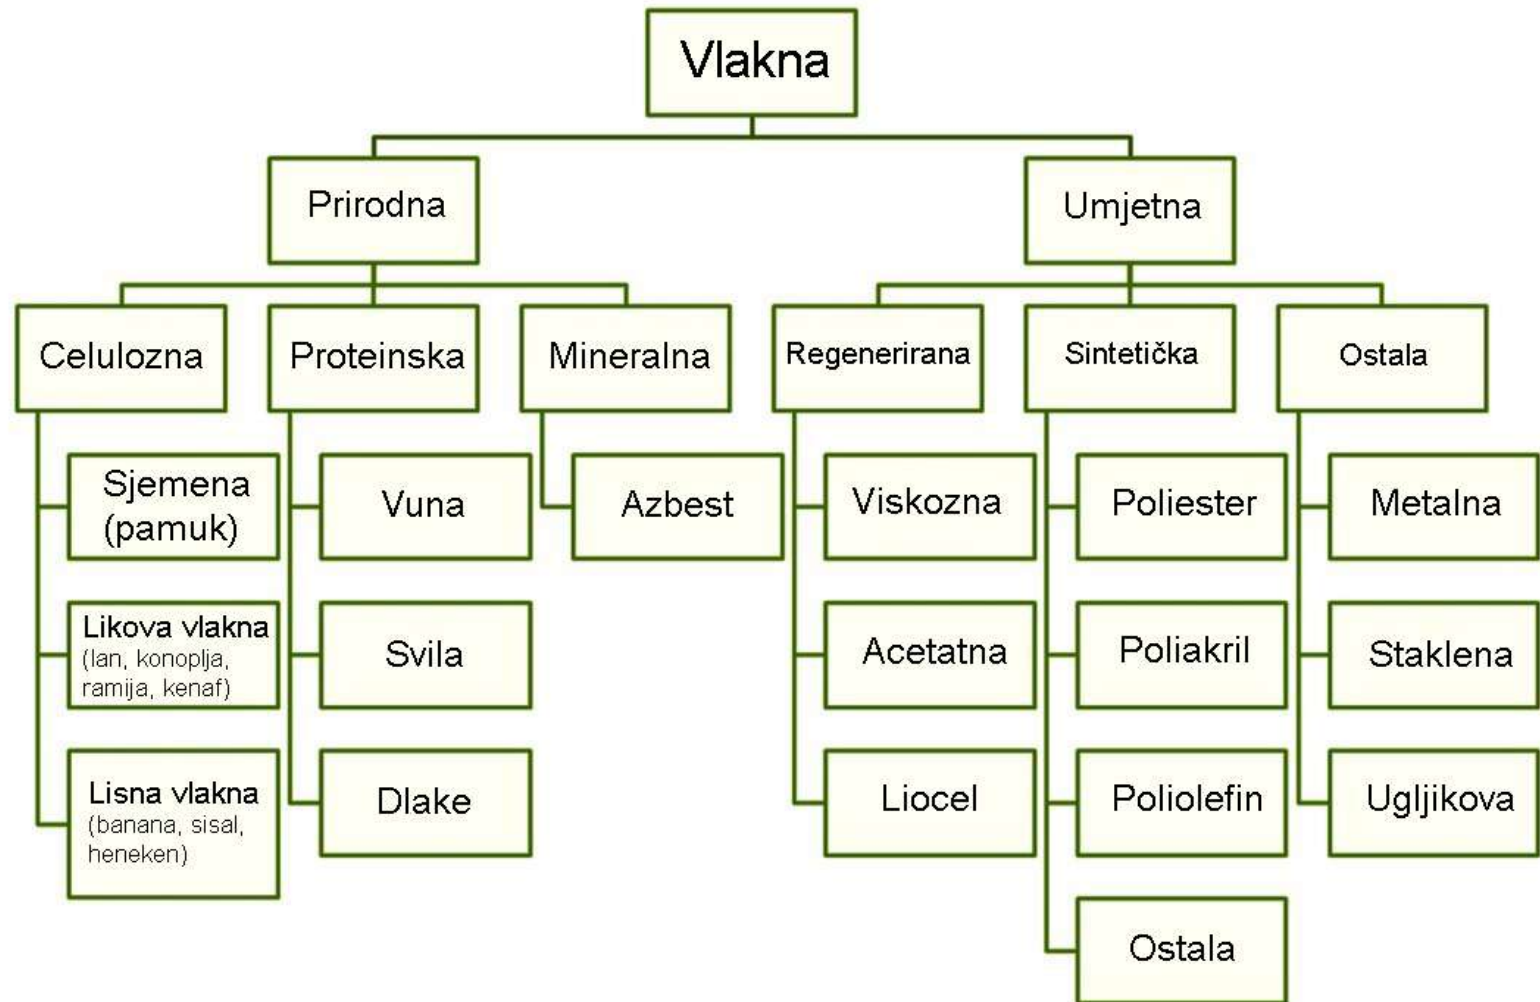 Vlakna
Prirodna
Umjetna
Celulozna
Proteinska
Mineralna
Regenerirana
Sintetička
Ostala
Sjemena
(pamuk)
Vuna
Azbest
Viskozna
Poliester
Metalna
Likova vlakna
(lan, konoplja,
ramija, kenaf)
Svila
Acetatna
Poliakril
Staklena
Lisna vlakna
(banana, sisal,
heneken)
Dlake
Liocel
Poliolefin
Ugljikova
Ostala